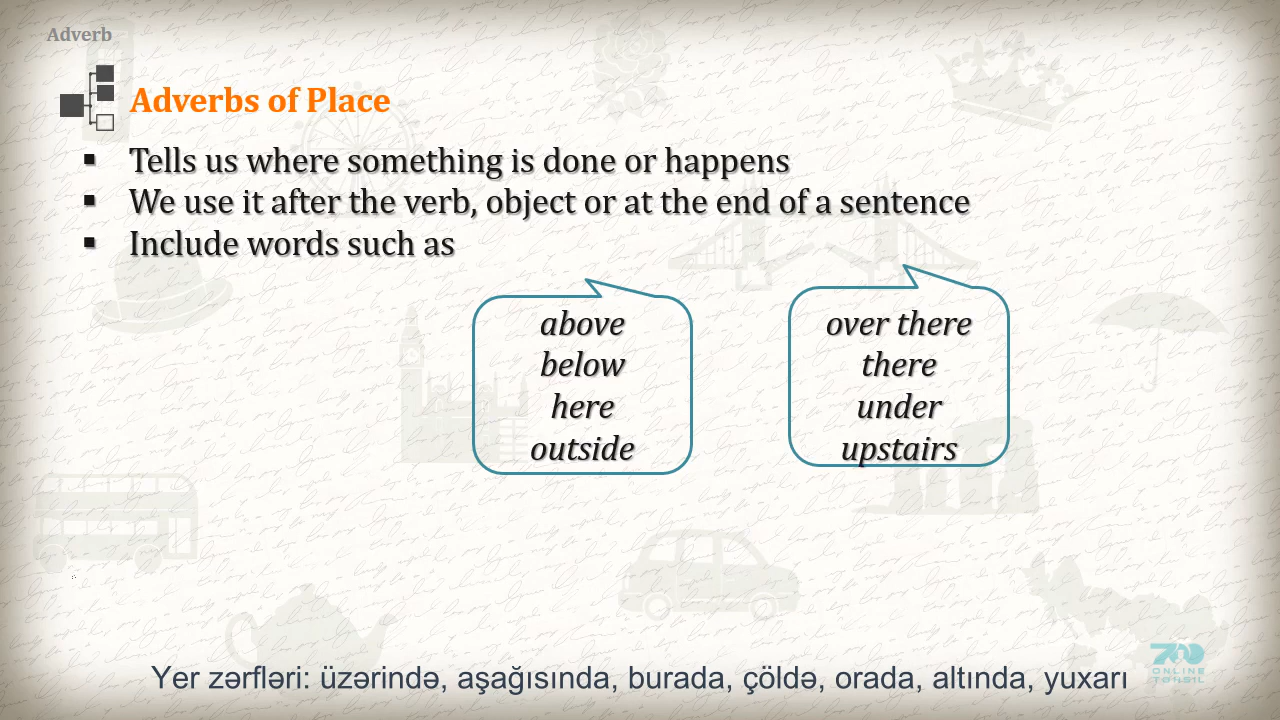 Adverb
Adverbs of Place
Tells us where something is done or happens
We use it after the verb, object or at the end of a sentence
Include words such as
above
below
here
outside
over there
there
under
upstairs
Yer zərfləri: üzərində, aşağısında, burada, çöldə, orada, altında, yuxarı
ONLINE
TƏHSİL